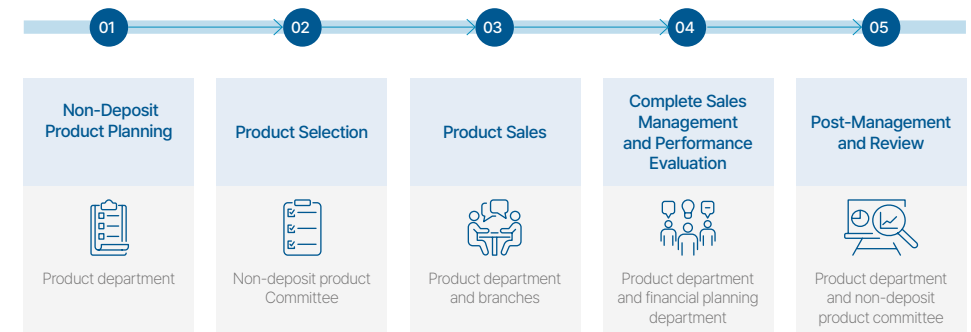 01
02
03
04
05
Non-Deposit
Product Planning
Product Selection
Product Sales
Complete Sales
Management
and Performance
Evaluation
Post-Management
and Review
Product department
Non-deposit product
Committee
Product department
and branches
Product department
and financial planning
department
Product department
and non-deposit
product committee